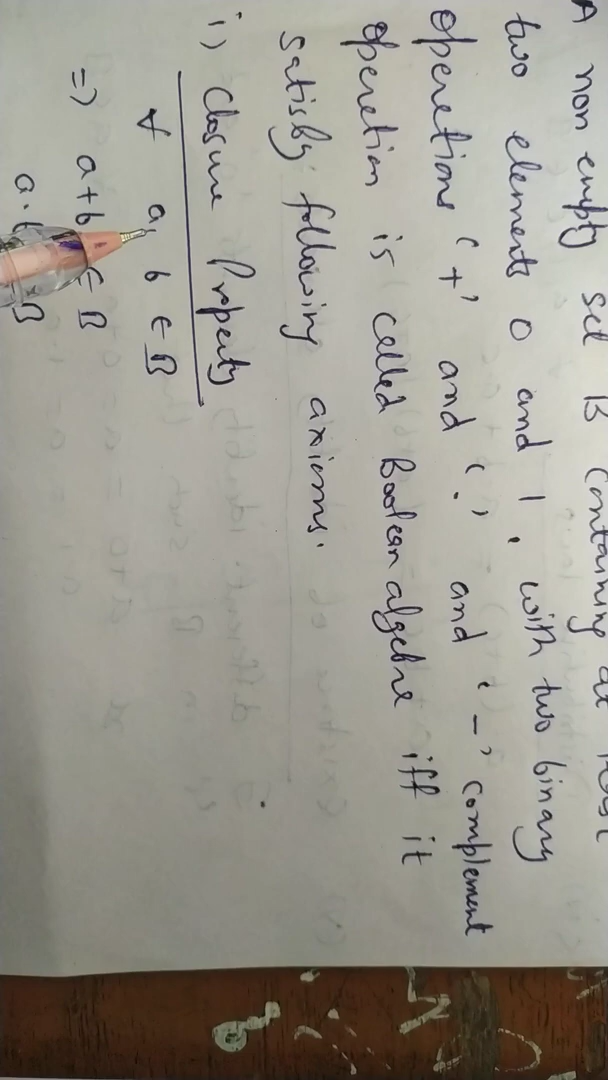 A non empty set B containing at
two elements 0 and 1, with two binary
operations '+' and '.' and '-' complement
operation is called Boolean algebra iff it
satisfy following axioms.
i) Closure Property
∀ a, b ∈ B
=> a+b ∈ B
a.b B